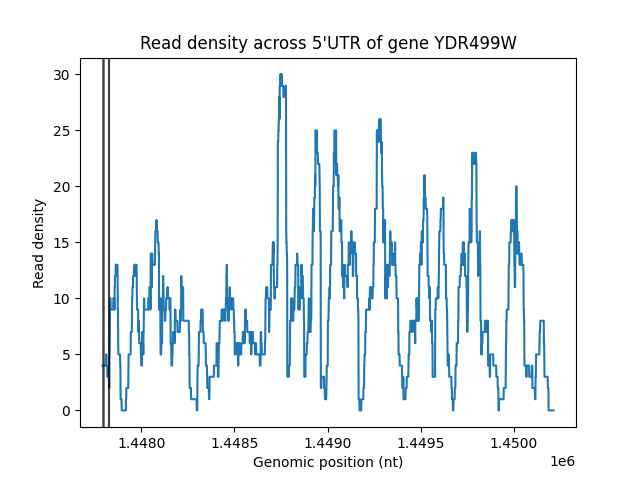 Read density across 5'UTR of gene YDR499W
Read density
30
25
20
15
10
5
0
1.4480 1.4485 1.4490 1.4495 1.4500
1e6
Genomic position (nt)